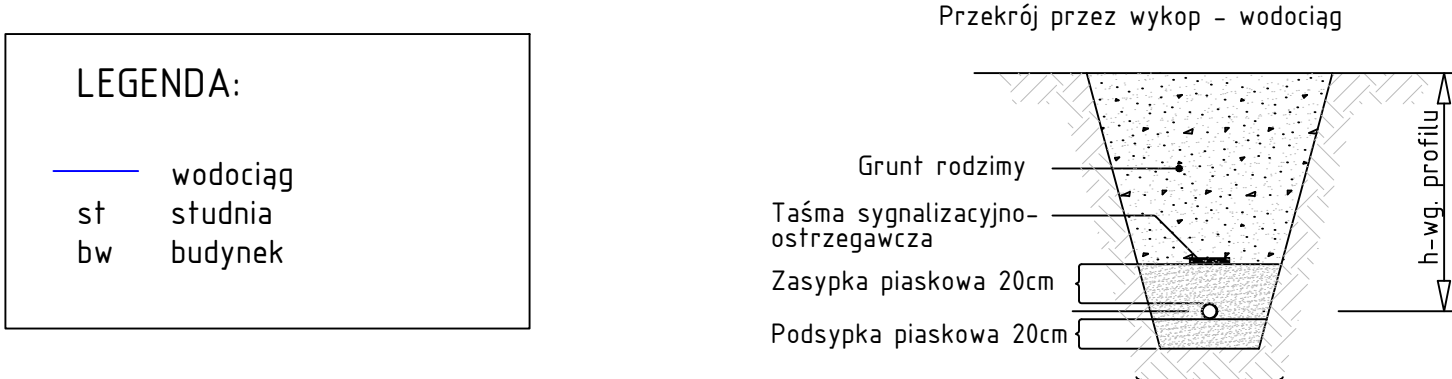 LEGENDA:
wodociąg
st studnia
bw budynek
Przekrój przez wykop - wodociąg
Grunt rodzimy
Taśma sygnalizacyjno-
ostrzegawcza
Zasypka piaskowa 20cm
Podsypka piaskowa 20cm
h-wg. profilu